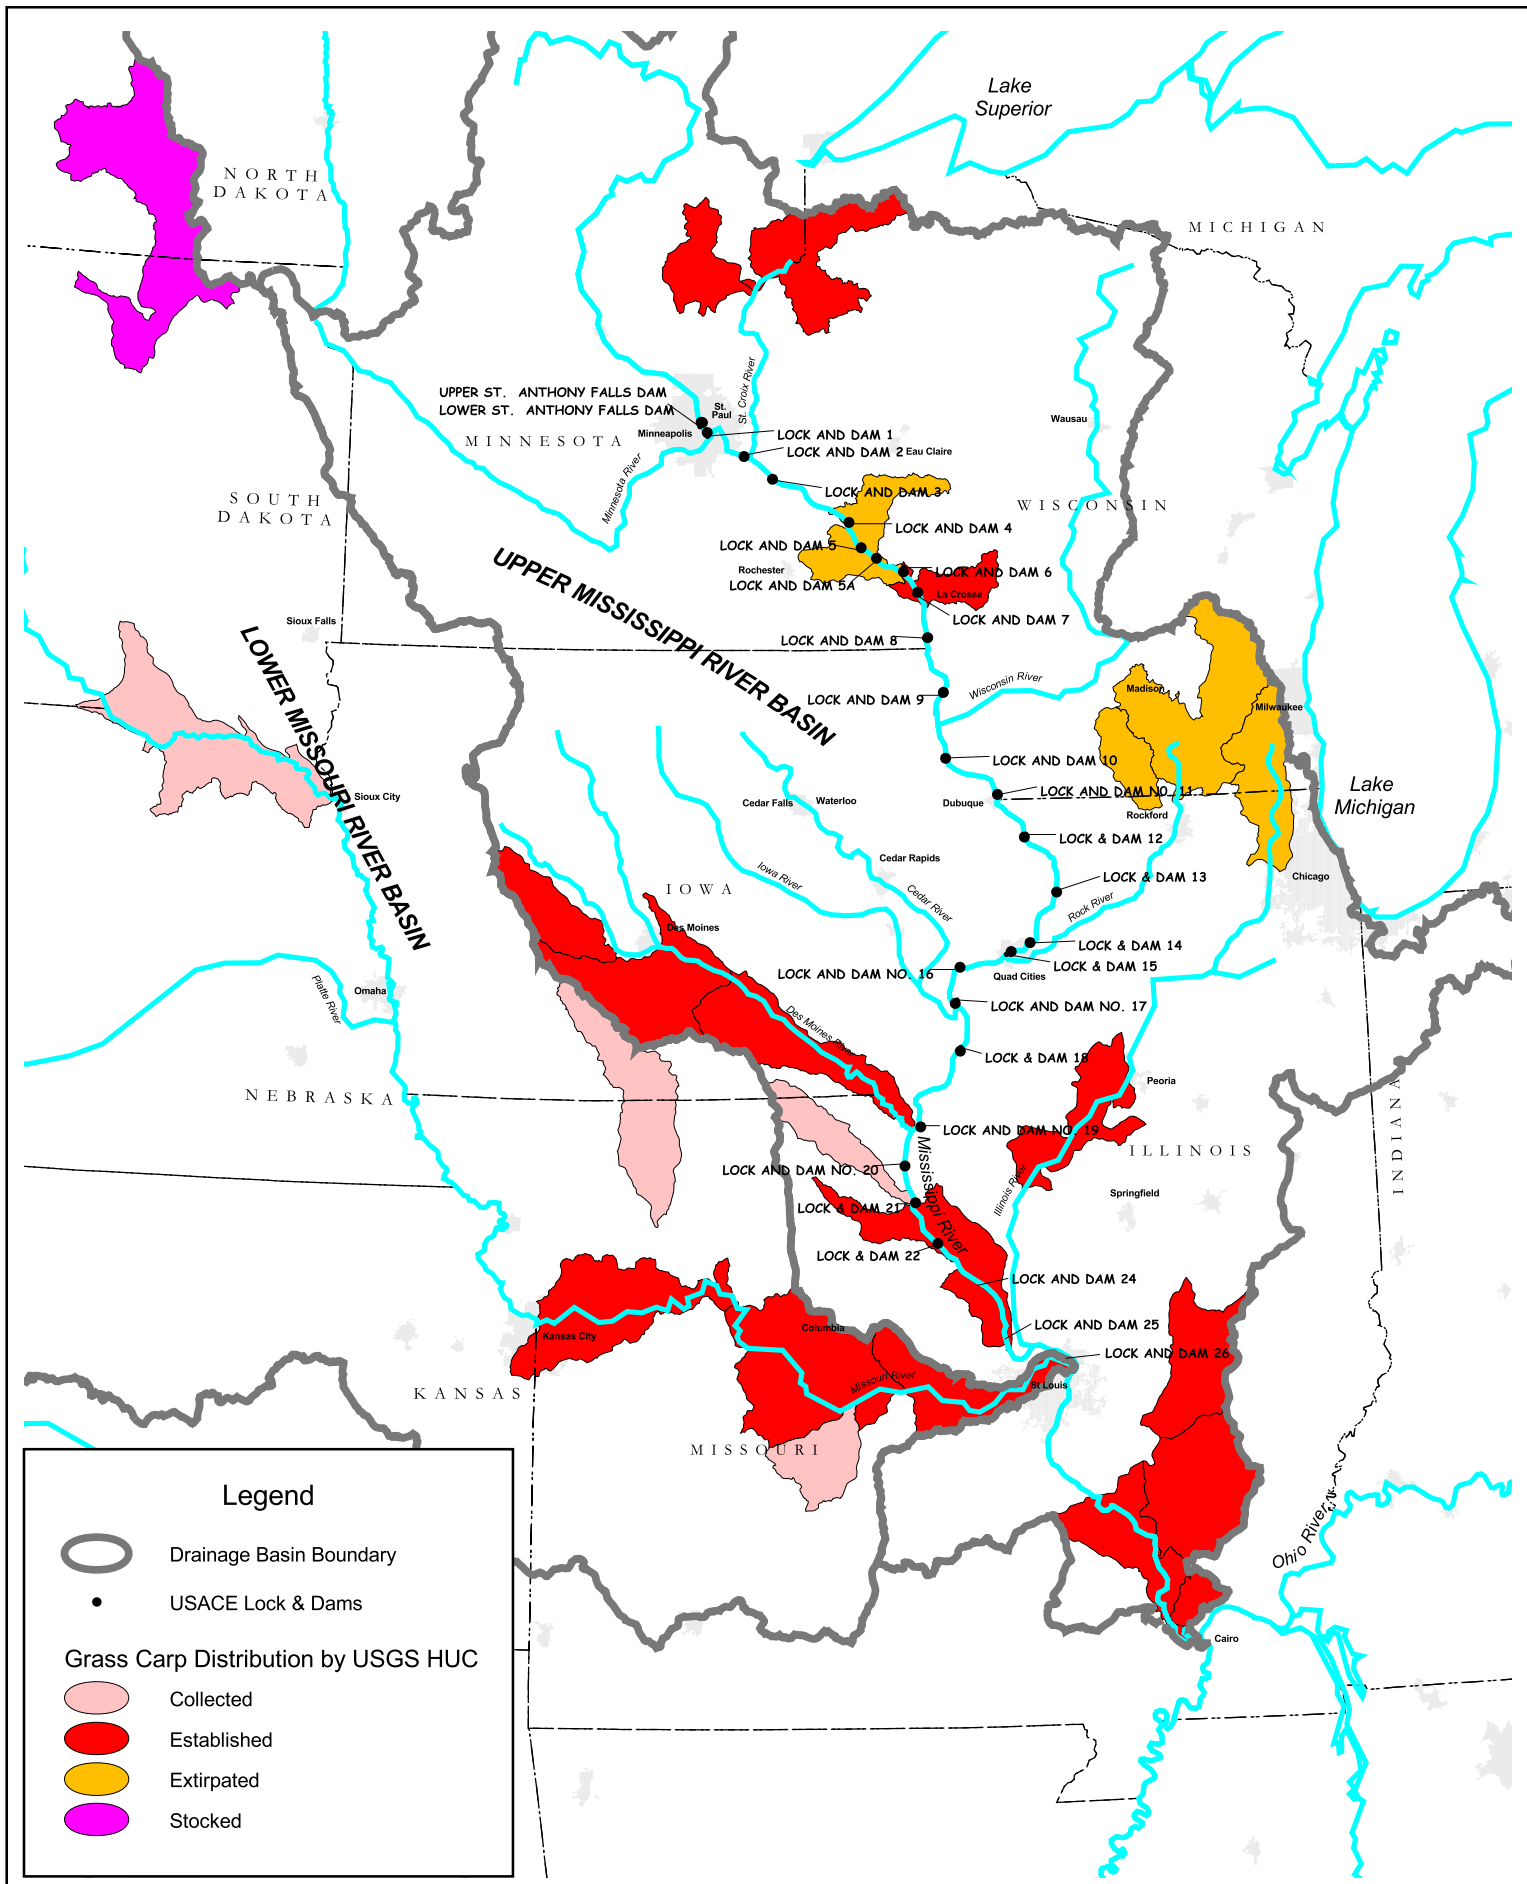 Lake
Superior
NORTH
DAKOTA
MICHIGAN
St. Croix River
UPPER ST. ANTHONY FALLS DAM
LOWER ST. ANTHONY FALLS DAM
St.
Paul
Minneapolis
MINNESOTA
LOCK AND DAM 1
LOCK AND DAM 2
Eau Claire
Wausau
Minnesota River
LOCK AND DAM 3
WISCONSIN
SOUTH
DAKOTA
LOCK AND DAM 4
LOCK AND DAM 5
Rochester
LOCK AND DAM 5A
LOCK AND DAM 6
La Crosse
LOCK AND DAM 7
UPPER MISSISSIPPI RIVER BASIN
Sioux Falls
LOCK AND DAM 8
LOWER MISSOURI RIVER BASIN
Wisconsin River
Madison
LOCK AND DAM 9
Milwaukee
LOCK AND DAM 10
Lake
Michigan
Sioux City
Cedar Falls
Waterloo
Dubuque
LOCK AND DAM NO. 11
Rockford
LOCK & DAM 12
Cedar Rapids
IOWA
Iowa River
Cedar River
LOCK & DAM 13
Chicago
Rock River
Des Moines
LOCK & DAM 14
LOCK & DAM 15
LOCK AND DAM NO. 16
Quad Cities
Platte River
Omaha
LOCK AND DAM NO. 17
Des Moines River
LOCK & DAM 18
Peoria
NEBRASKA
INDIANA
LOCK AND DAM NO. 19
ILLINOIS
Mississippi River
LOCK AND DAM NO. 20
Illinois River
Springfield
LOCK & DAM 21
LOCK & DAM 22
LOCK AND DAM 24
Kansas City
Columbia
LOCK AND DAM 25
LOCK AND DAM 26
Missouri River
St Louis
KANSAS
MISSOURI
Ohio River
Cairo
Legend
Drainage Basin Boundary
USACE Lock & Dams
Grass Carp Distribution by USGS HUC
Collected
Established
Extirpated
Stocked